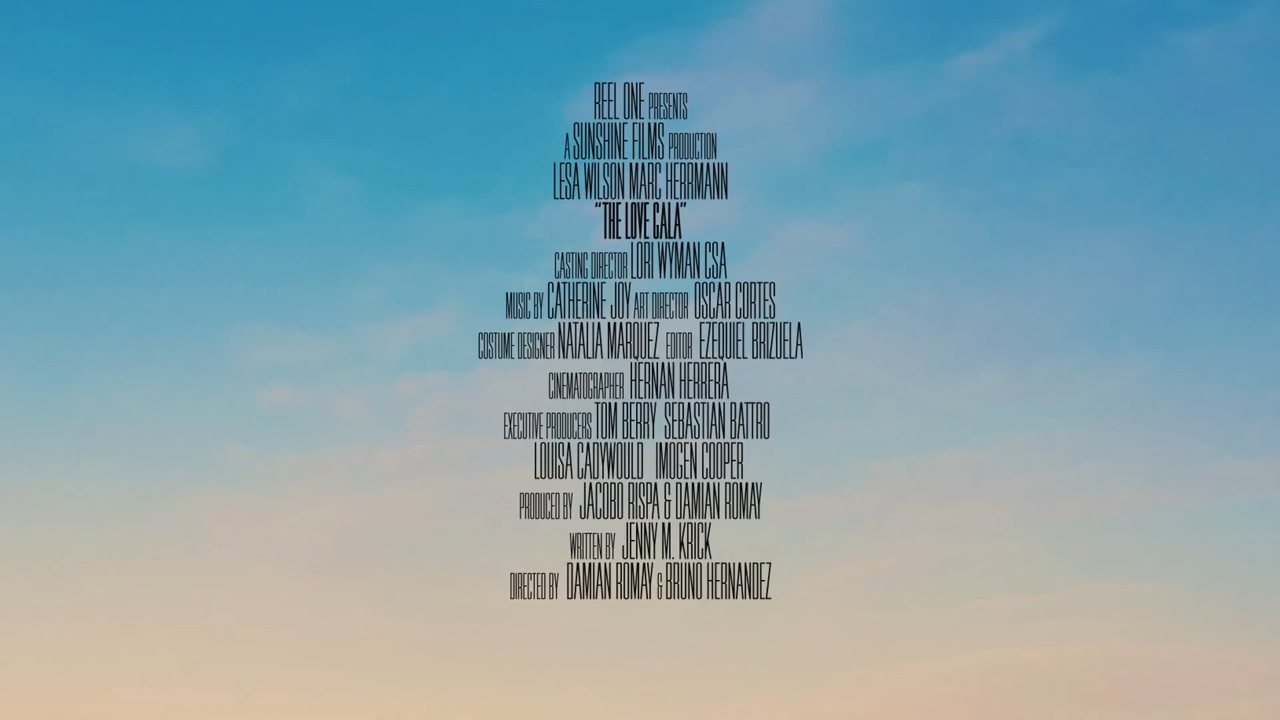 REEL ONE PRESENTS
A SUNSHINE FILMS PRODUCTION
LESA WILSON MARC HERRMANN
“THE LOVE GALA”
CASTING DIRECTOR LORI WYMAN CSA
MUSIC BY CATHERINE JOY ART DIRECTOR OSCAR CORTES
COSTUME DESIGNER NATALIA MARQUEZ EDITOR EZEQUIEL BRIZUELA
CINEMATOGRAPHER HERNAN HERRERA
EXECUTIVE PRODUCERS TOM BERRY SEBASTIAN BATTRO
LOUISA CADYWOULD IMOGEN COOPER
PRODUCED BY JACOBO RISPA & DAMIAN ROMAY
WRITTEN BY JENNY M. KRICK
DIRECTED BY DAMIAN ROMAY & BRUNO HERNANDEZ